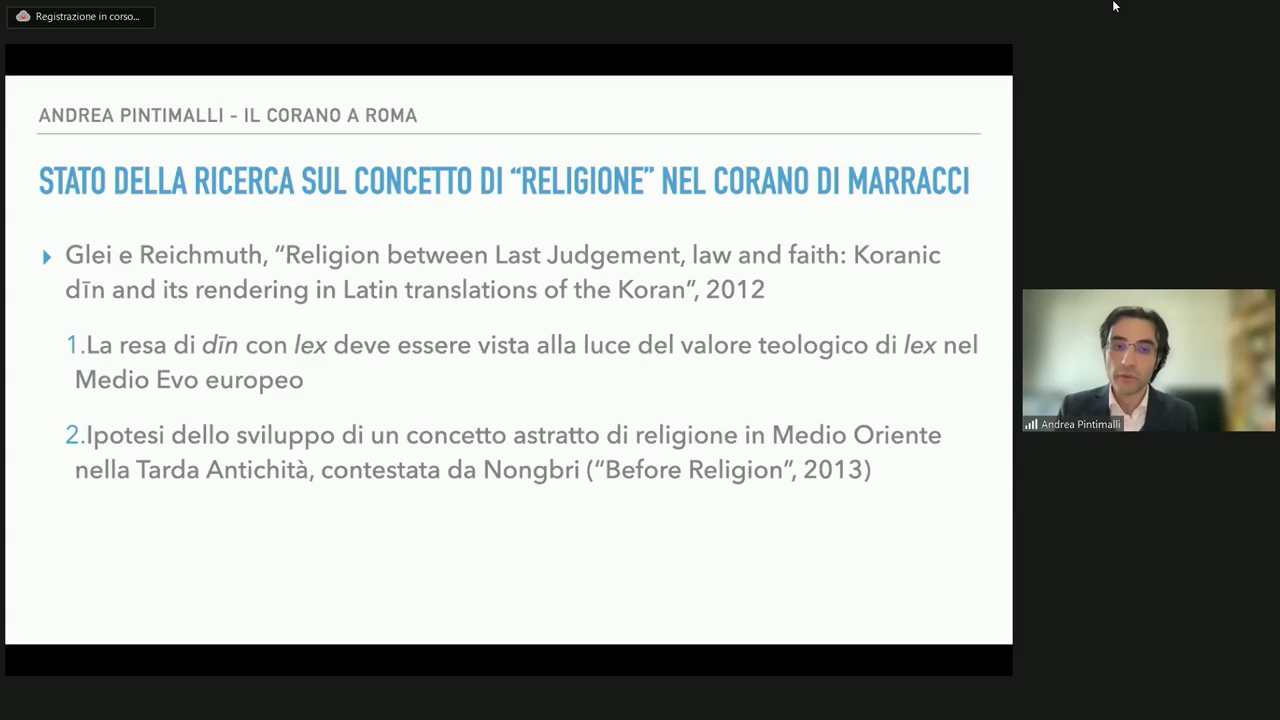 Registrazione in corso...
ANDREA PINTIMALLI - IL CORANO A ROMA
STATO DELLA RICERCA SUL CONCETTO DI “RELIGIONE” NEL CORANO DI MARRACCI
Glei e Reichmuth, “Religion between Last Judgement, law and faith: Koranic
dīn and its rendering in Latin translations of the Koran”, 2012
1.La resa di dīn con lex deve essere vista alla luce del valore teologico di lex nel
Medio Evo europeo
2.Ipotesi dello sviluppo di un concetto astratto di religione in Medio Oriente
nella Tarda Antichità, contestata da Nongbri (“Before Religion”, 2013)
Andrea Pintimalli